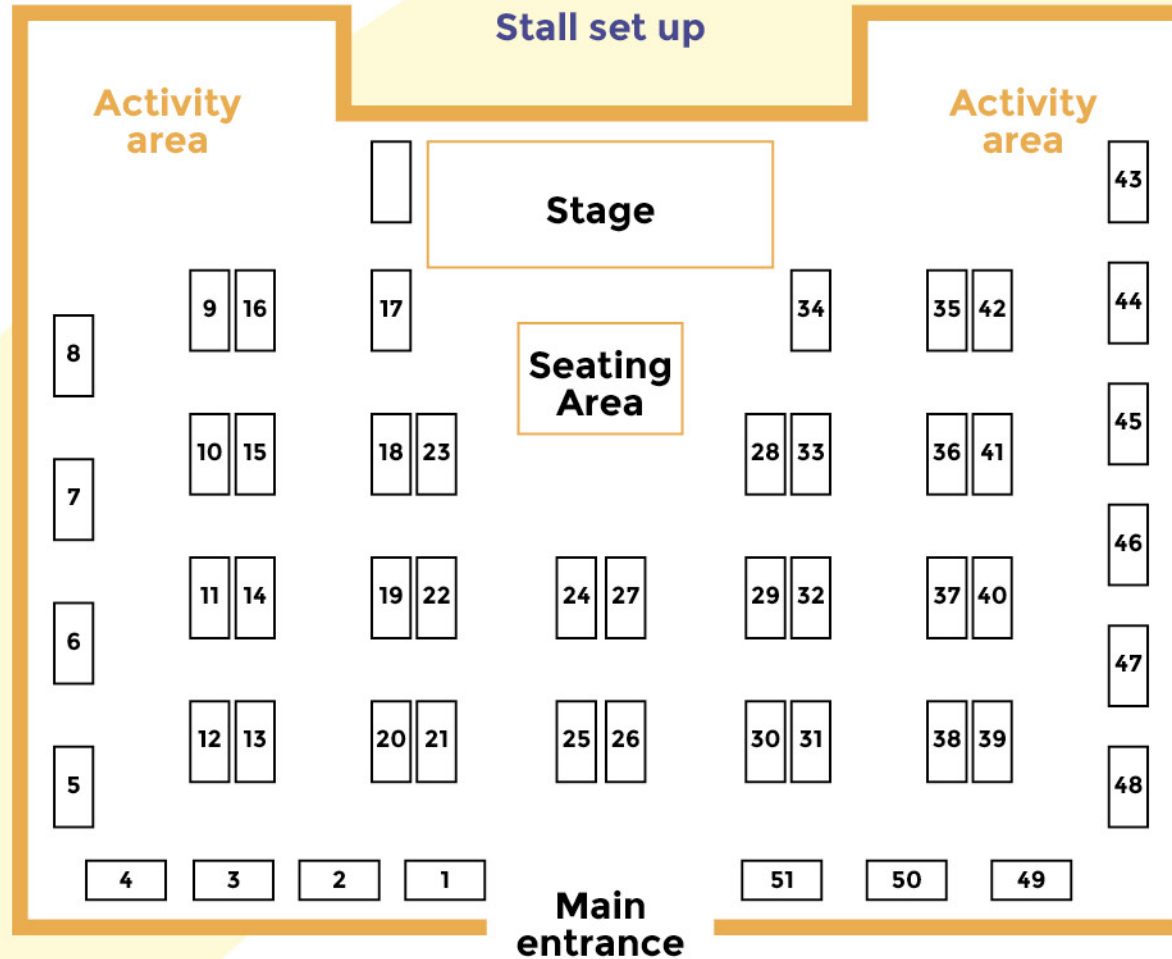 Stall set up
Activity
area
Activity
area
Stage
43
44
9 16 17 34 35 42
8
Seating
Area
45
10 15 18 23 28 33 36 41
7
46
11 14 19 22 24 27 29 32 37 40
6
47
12 13 20 21 25 26 30 31 38 39
5
48
4 3 2 1 51 50 49
Main
entrance